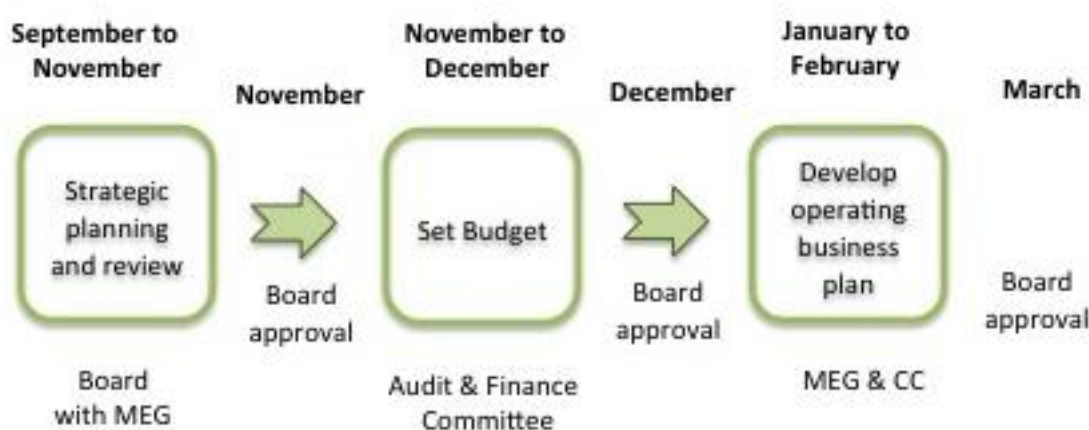 September to
November
November
November to
December
December
January to
February
March
Strategic
planning
and review
Board
approval
Set Budget
Board
approval
Develop
operating
business
plan
Board
approval
Board
with MEG
Audit & Finance
Committee
MEG & CC